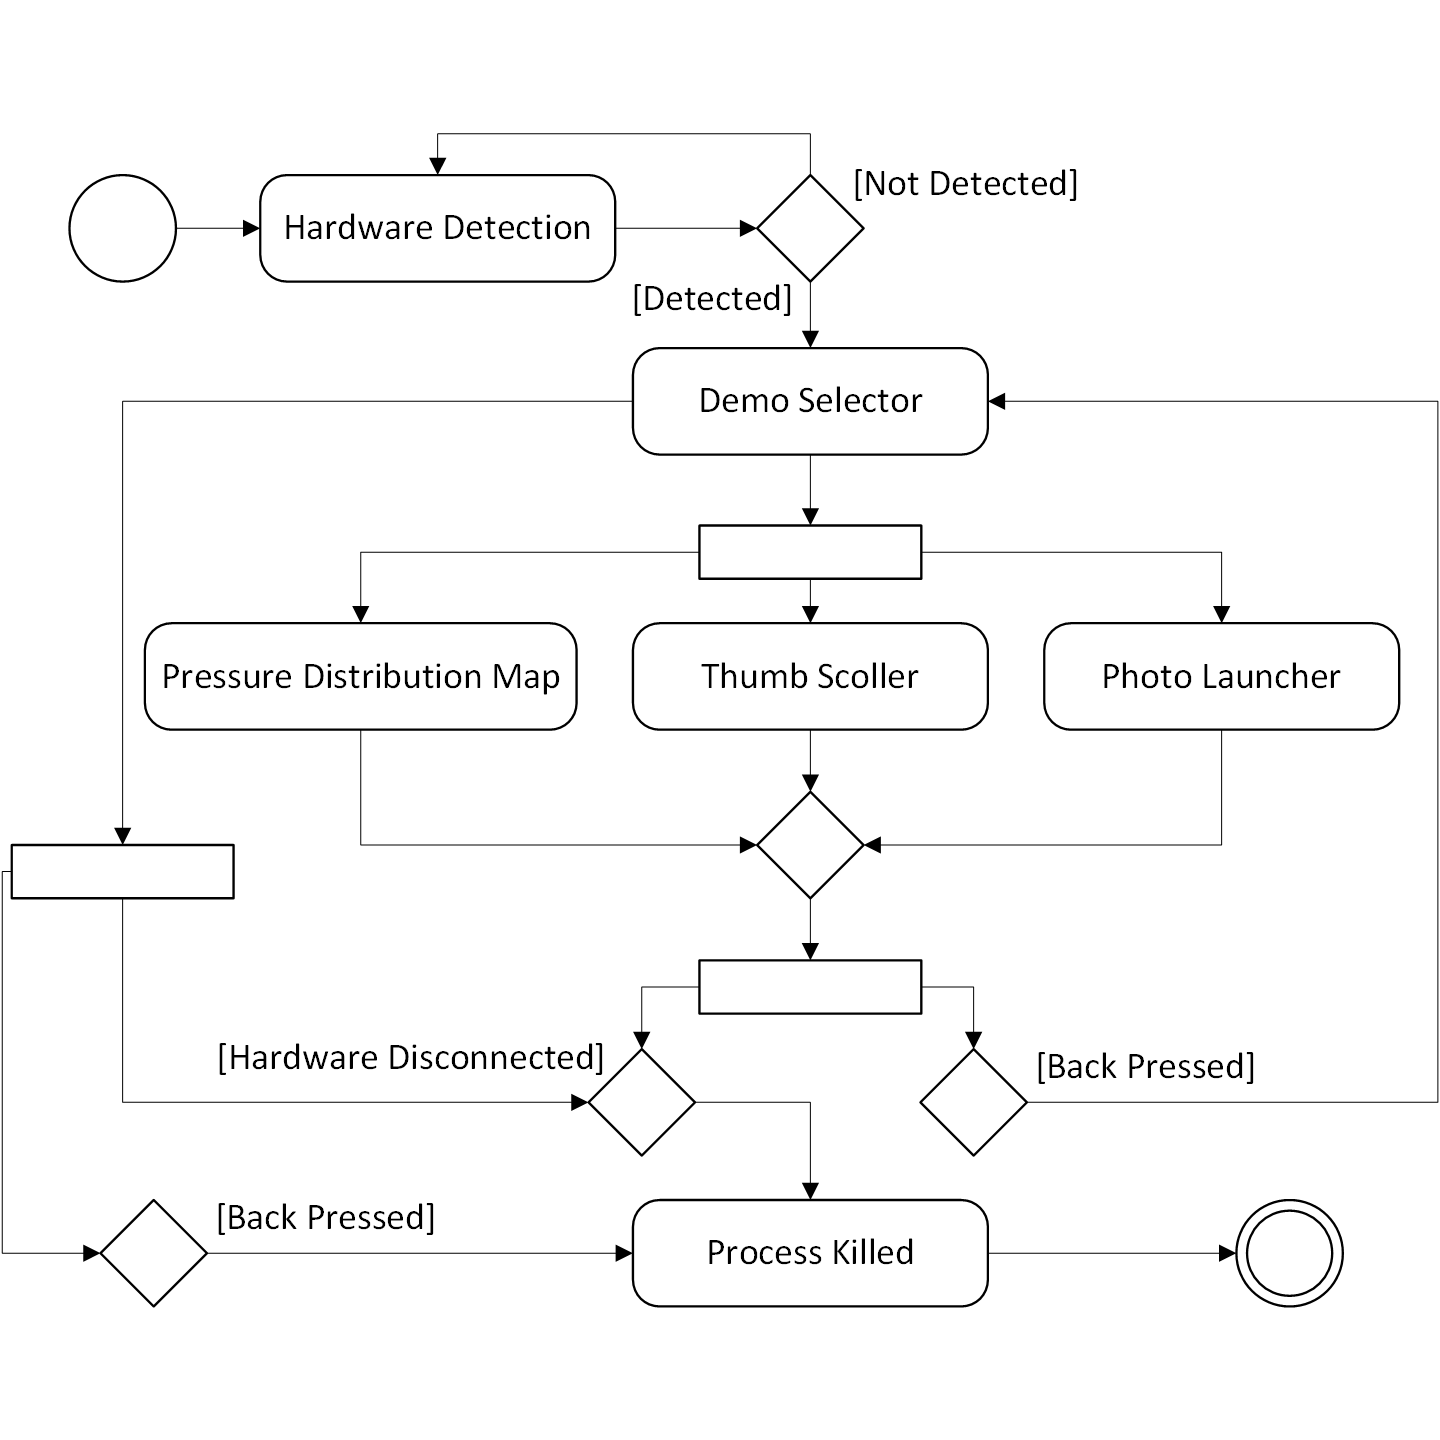 [Not Detected]
Hardware Detection
[Detected]
Demo Selector
Pressure Distribution Map
Thumb Scoller
Photo Launcher
[Hardware Disconnected]
[Back Pressed]
[Back Pressed]
Process Killed